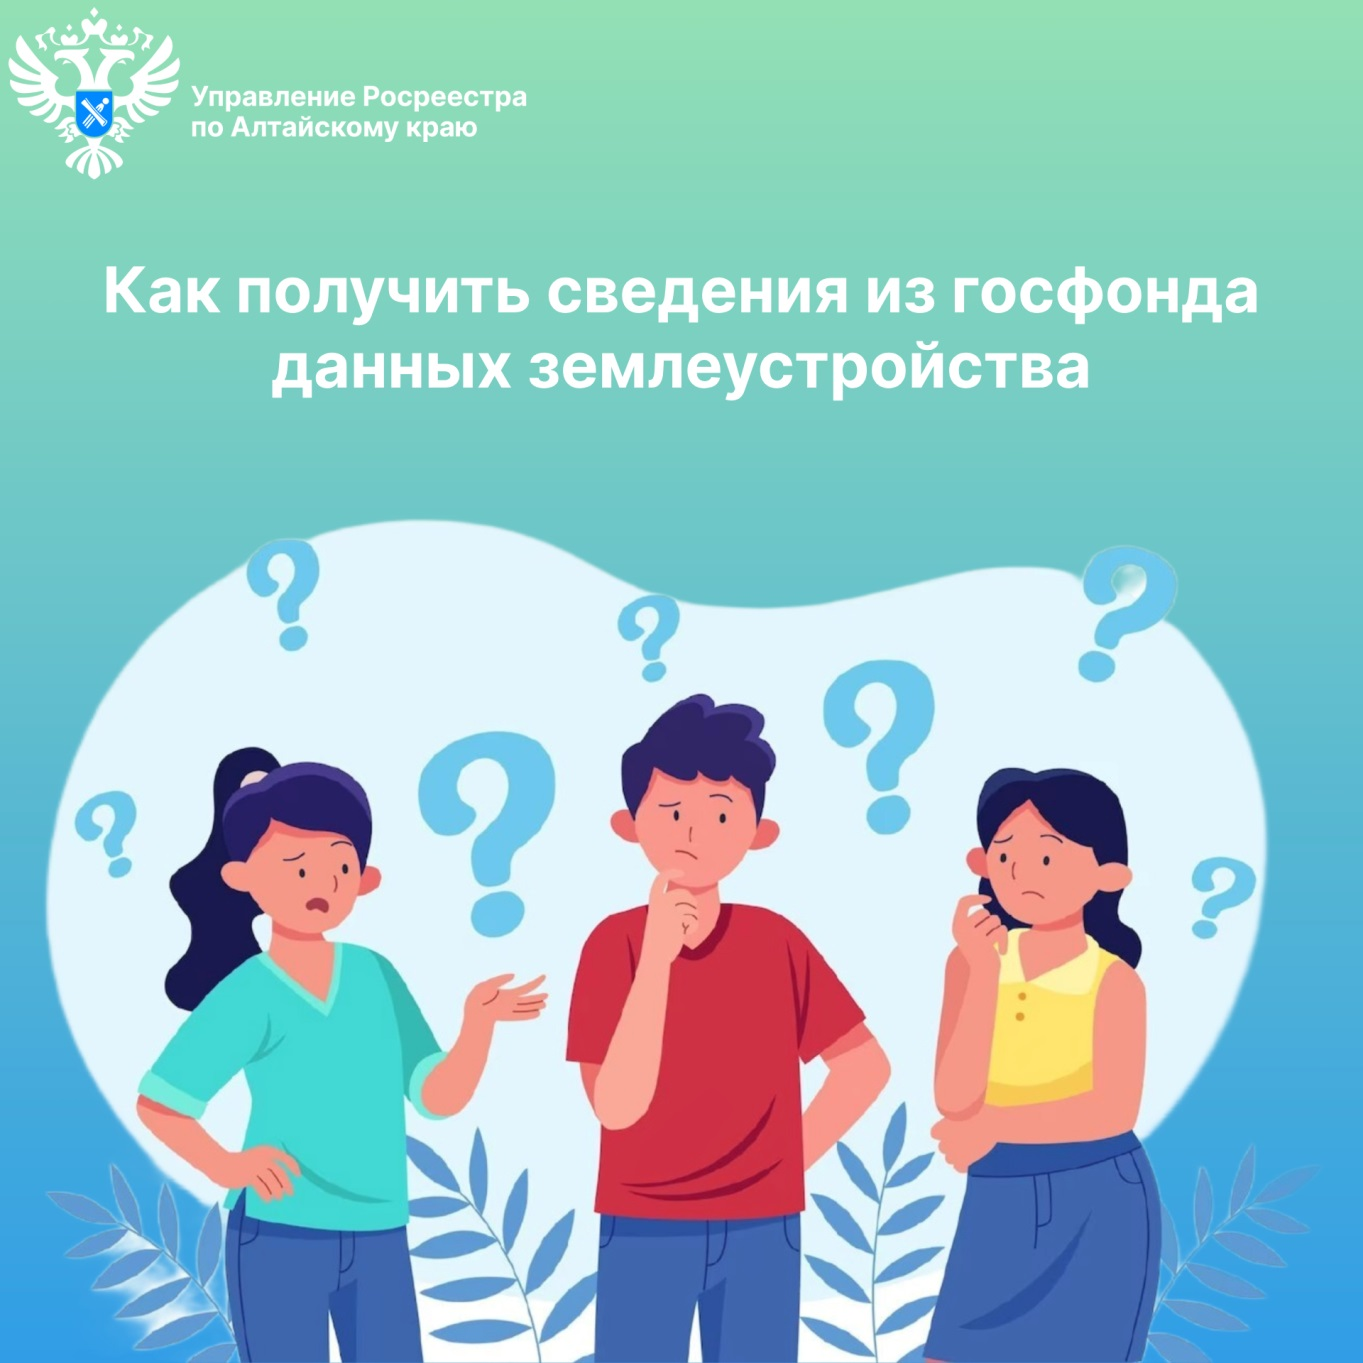 Управление Росреестра
по Алтайскому краю
Как получить сведения из госфонда
данных землеустройства
? ? ? ? ? ? ?